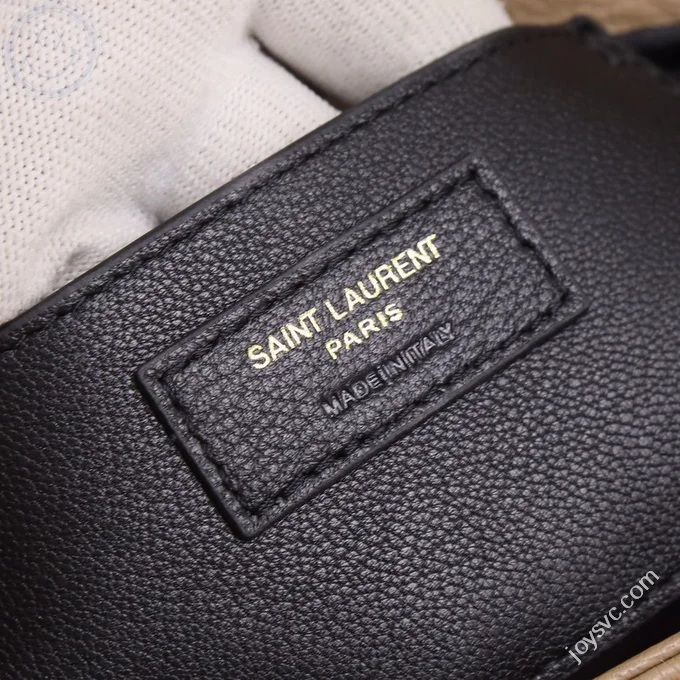 SAINT LAURENT
PARIS
MADE IN ITALY
joysvc.com